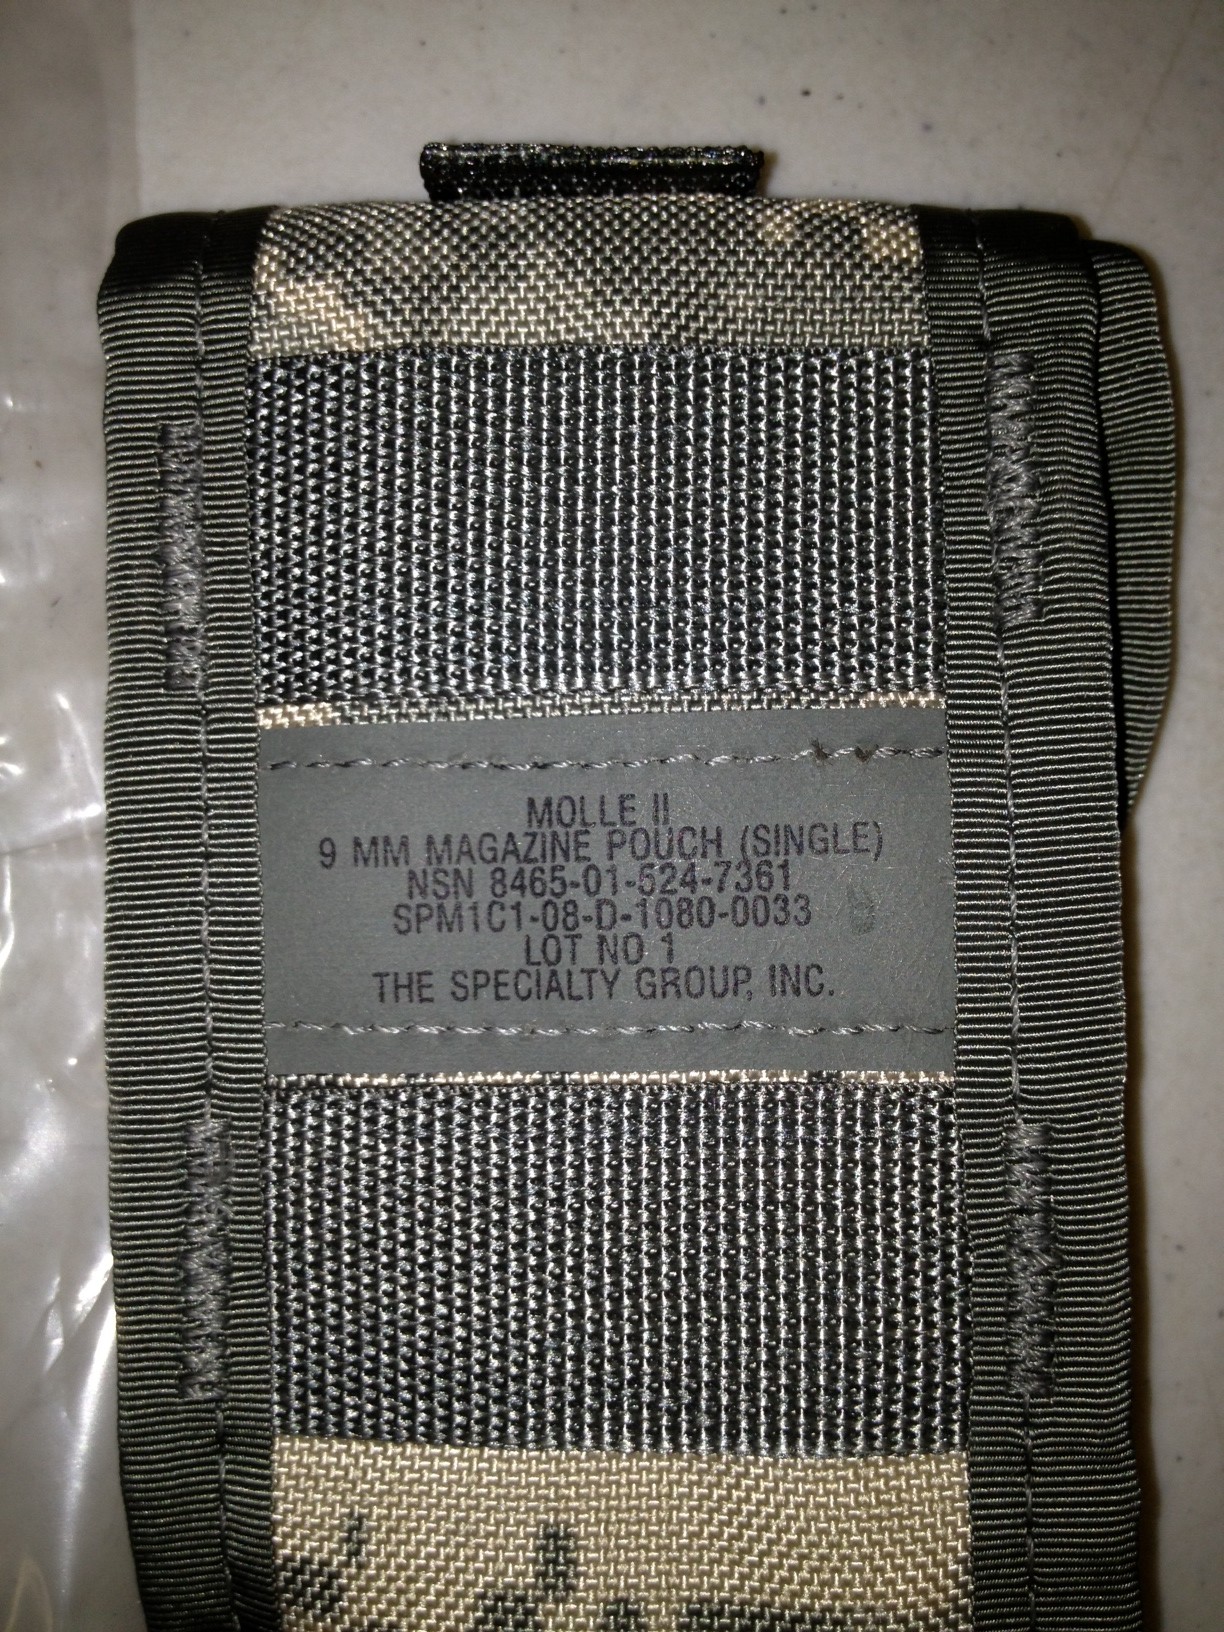 MOLLE II
9 MM MAGAZINE POUCH (SINGLE)
NSN 8465-01-524-7361
SPM1C1-08-D-1080-0033
LOT NO 1
THE SPECIALTY GROUP, INC.